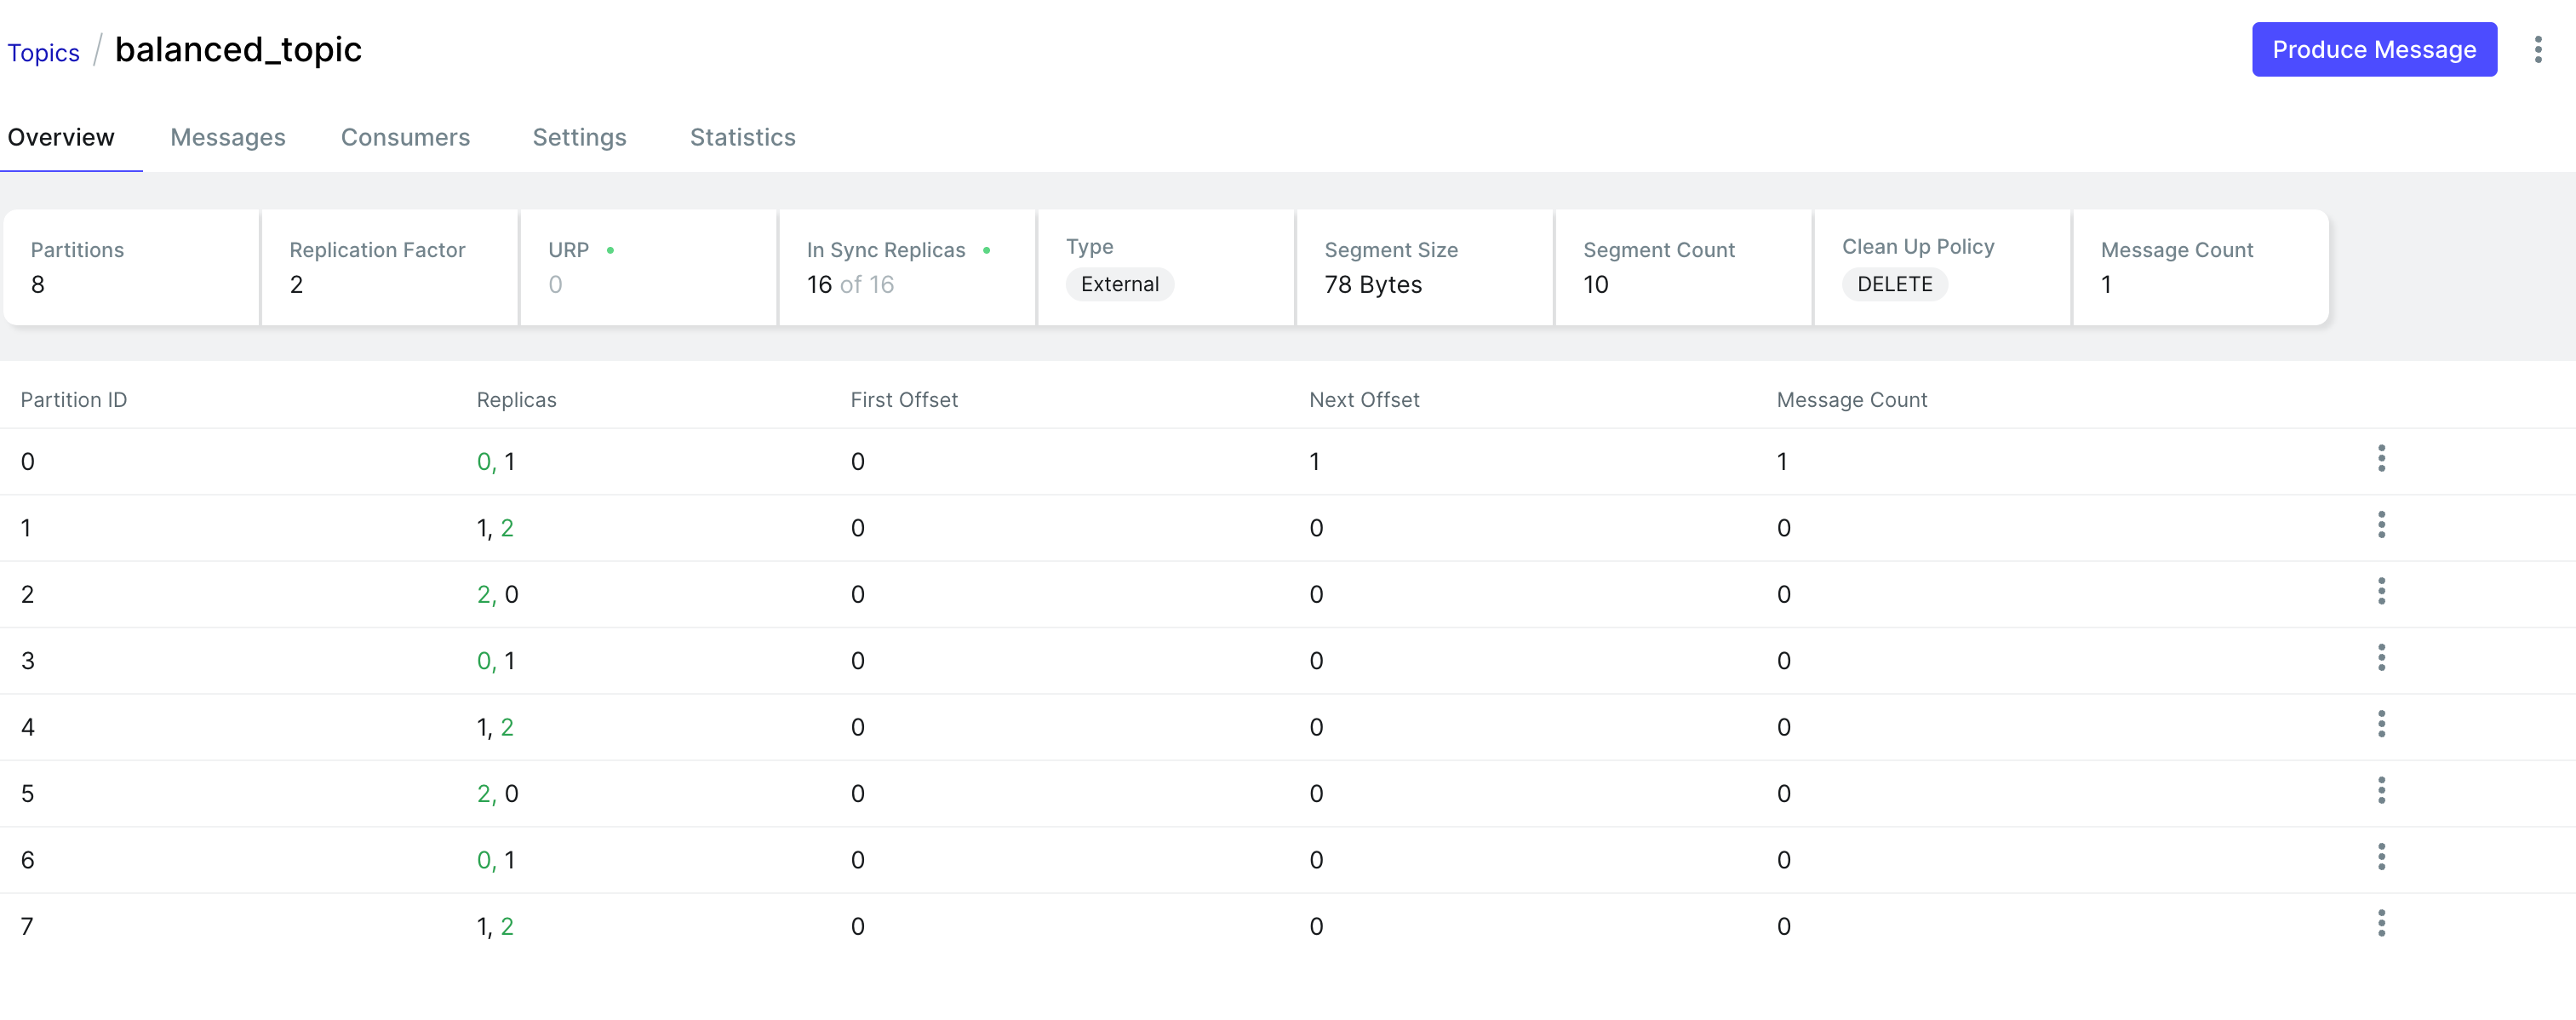 Topics / balanced_topic
Produce Message
Overview Messages Consumers Settings Statistics
Partitions Replication Factor URP In Sync Replicas Type Segment Size Segment Count Clean Up Policy Message Count
8 2 0 16 of 16 External 78 Bytes 10 DELETE 1
Partition ID Replicas First Offset Next Offset Message Count
0 0, 1 0 1 1
1 1, 2 0 0 0
2 2, 0 0 0 0
3 0, 1 0 0 0
4 1, 2 0 0 0
5 2, 0 0 0 0
6 0, 1 0 0 0
7 1, 2 0 0 0